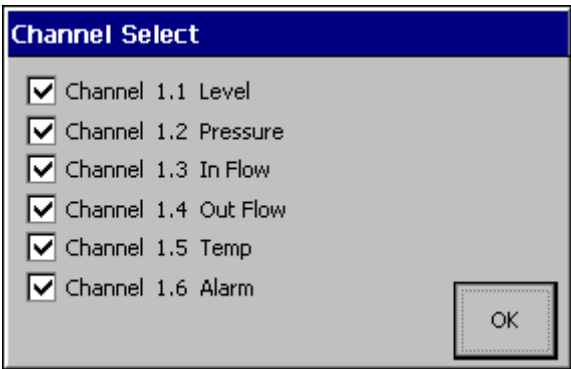 Channel Select
Channel 1.1 Level
Channel 1.2 Pressure
Channel 1.3 In Flow
Channel 1.4 Out Flow
Channel 1.5 Temp
Channel 1.6 Alarm
OK